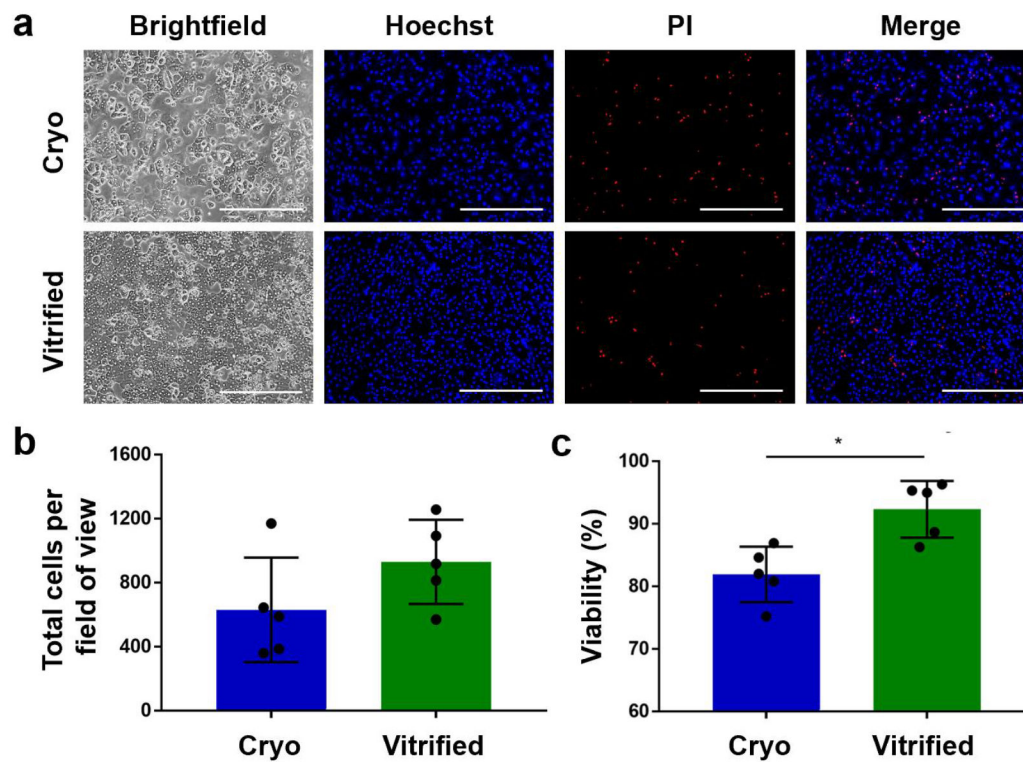 a
Brightfield Hoechst PI Merge
Cryo
Vitrified
b
Total cells per
field of view
1600
1200
800
400
0
Cryo Vitrified
c
Viability (%)
*
100
90
80
70
60
Cryo Vitrified